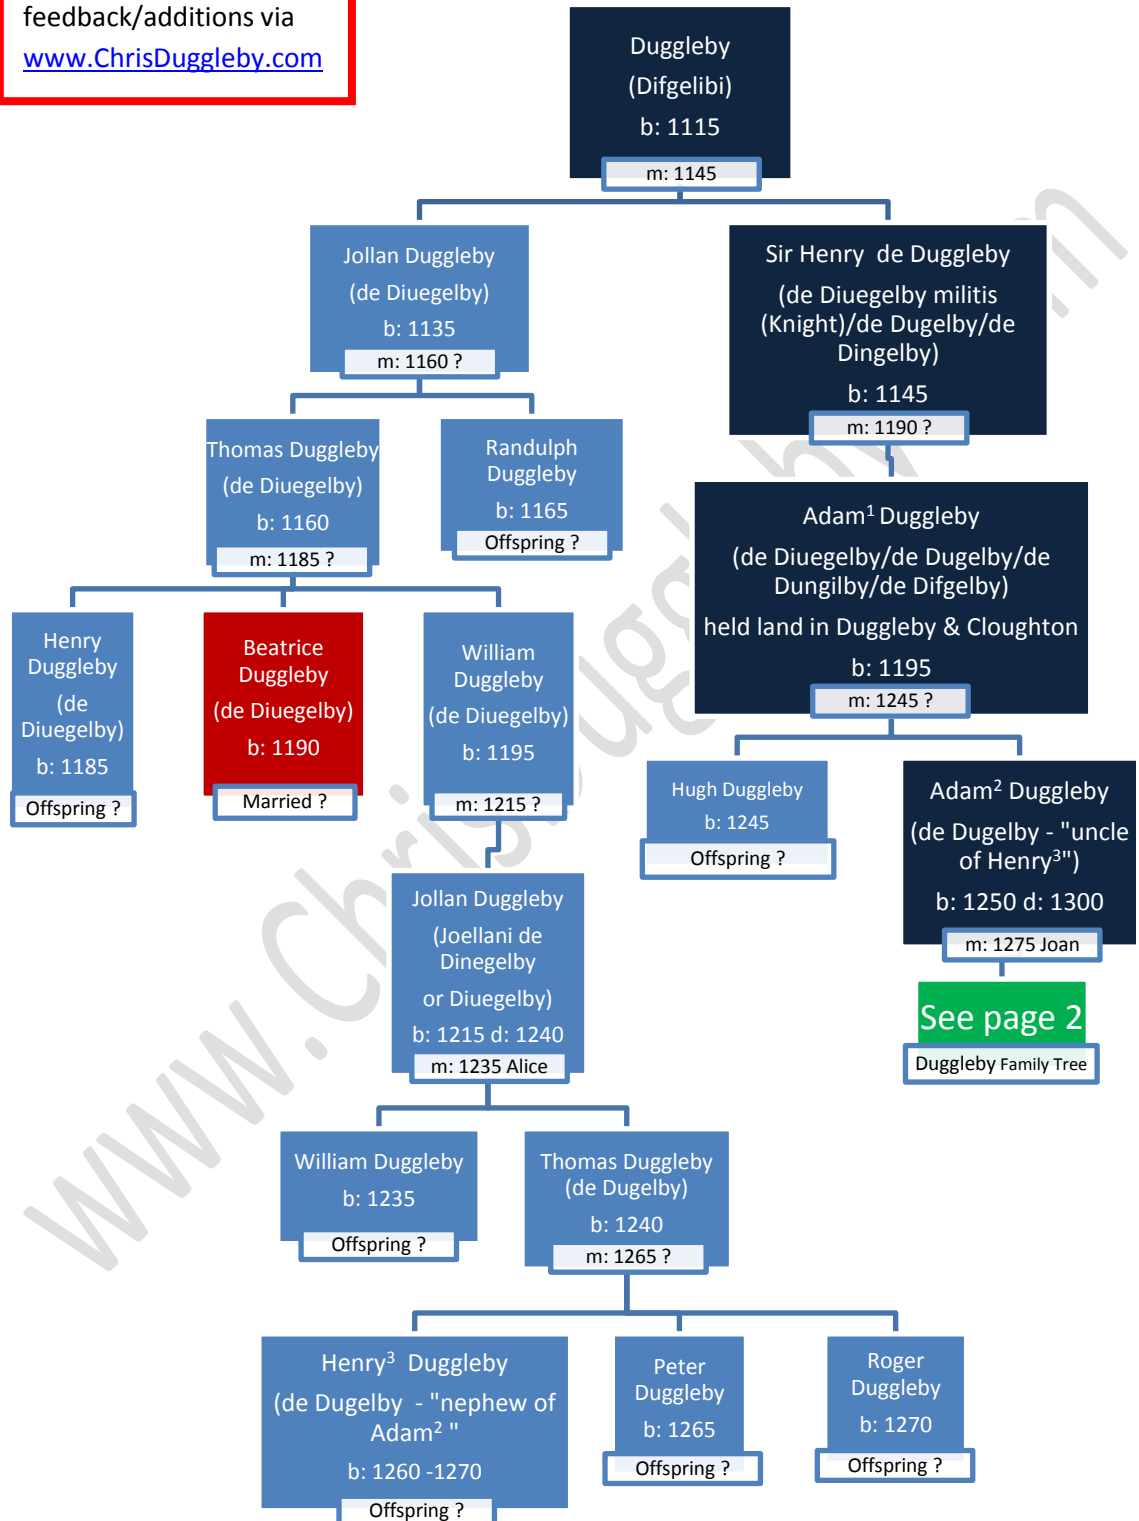 feedback/additions via
www.ChrisDuggleby.com
Duggleby
(Difgelibi)
b: 1115
m: 1145
Jollan Duggleby
(de Diuegelby)
b: 1135
m: 1160 ?
Sir Henry de Duggleby
(de Diuegelby militis
(Knight)/de Dugelby/de
Dingelby)
b: 1145
m: 1190 ?
Thomas Duggleby
(de Diuegelby)
b: 1160
m: 1185 ?
Randulph
Duggleby
b: 1165
Offspring ?
Adam¹ Duggleby
(de Diuegelby/de Dugelby/de
Dungilby/de Difgelby)
held land in Duggleby & Cloughton
b: 1195
m: 1245 ?
Henry
Duggleby
(de
Diuegelby)
b: 1185
Offspring ?
Beatrice
Duggleby
(de Diuegelby)
b: 1190
Married ?
William
Duggleby
(de Diuegelby)
b: 1195
m: 1215 ?
Hugh Duggleby
b: 1245
Offspring ?
Adam² Duggleby
(de Dugelby - "uncle
of Henry³")
b: 1250 d: 1300
m: 1275 Joan
See page 2
Duggleby Family Tree
Jollan Duggleby
(Joellani de
Dinegelby
or Diuegelby)
b: 1215 d: 1240
m: 1235 Alice
William Duggleby
b: 1235
Offspring ?
Thomas Duggleby
(de Dugelby)
b: 1240
m: 1265 ?
Henry³ Duggleby
(de Dugelby - "nephew of
Adam² "
b: 1260 -1270
Offspring ?
Peter
Duggleby
b: 1265
Offspring ?
Roger
Duggleby
b: 1270
Offspring ?
www.ChrisDuggleby.com